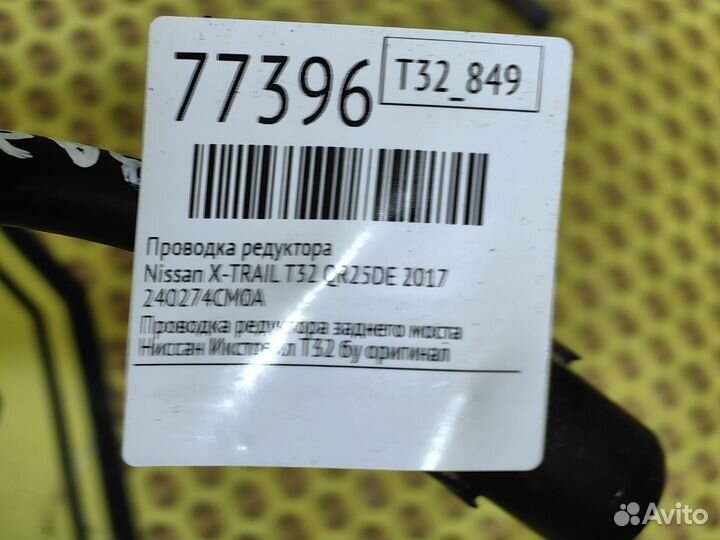 77396
T32_849
Проводка редуктора
Nissan X-TRAIL T32 QR25DE 2017
240274CM0A
Проводка редуктора заднего моста
Ниссан Икстрейл Т32 бу оригинал
Avito